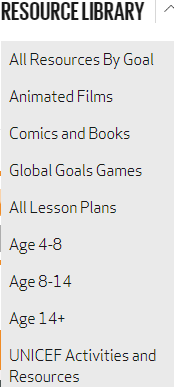 RESOURCE LIBRARY
All Resources By Goal
Animated Films
Comics and Books
Global Goals Games
All Lesson Plans
Age 4-8
Age 8-14
Age 14+
UNICEF Activities and
Resources